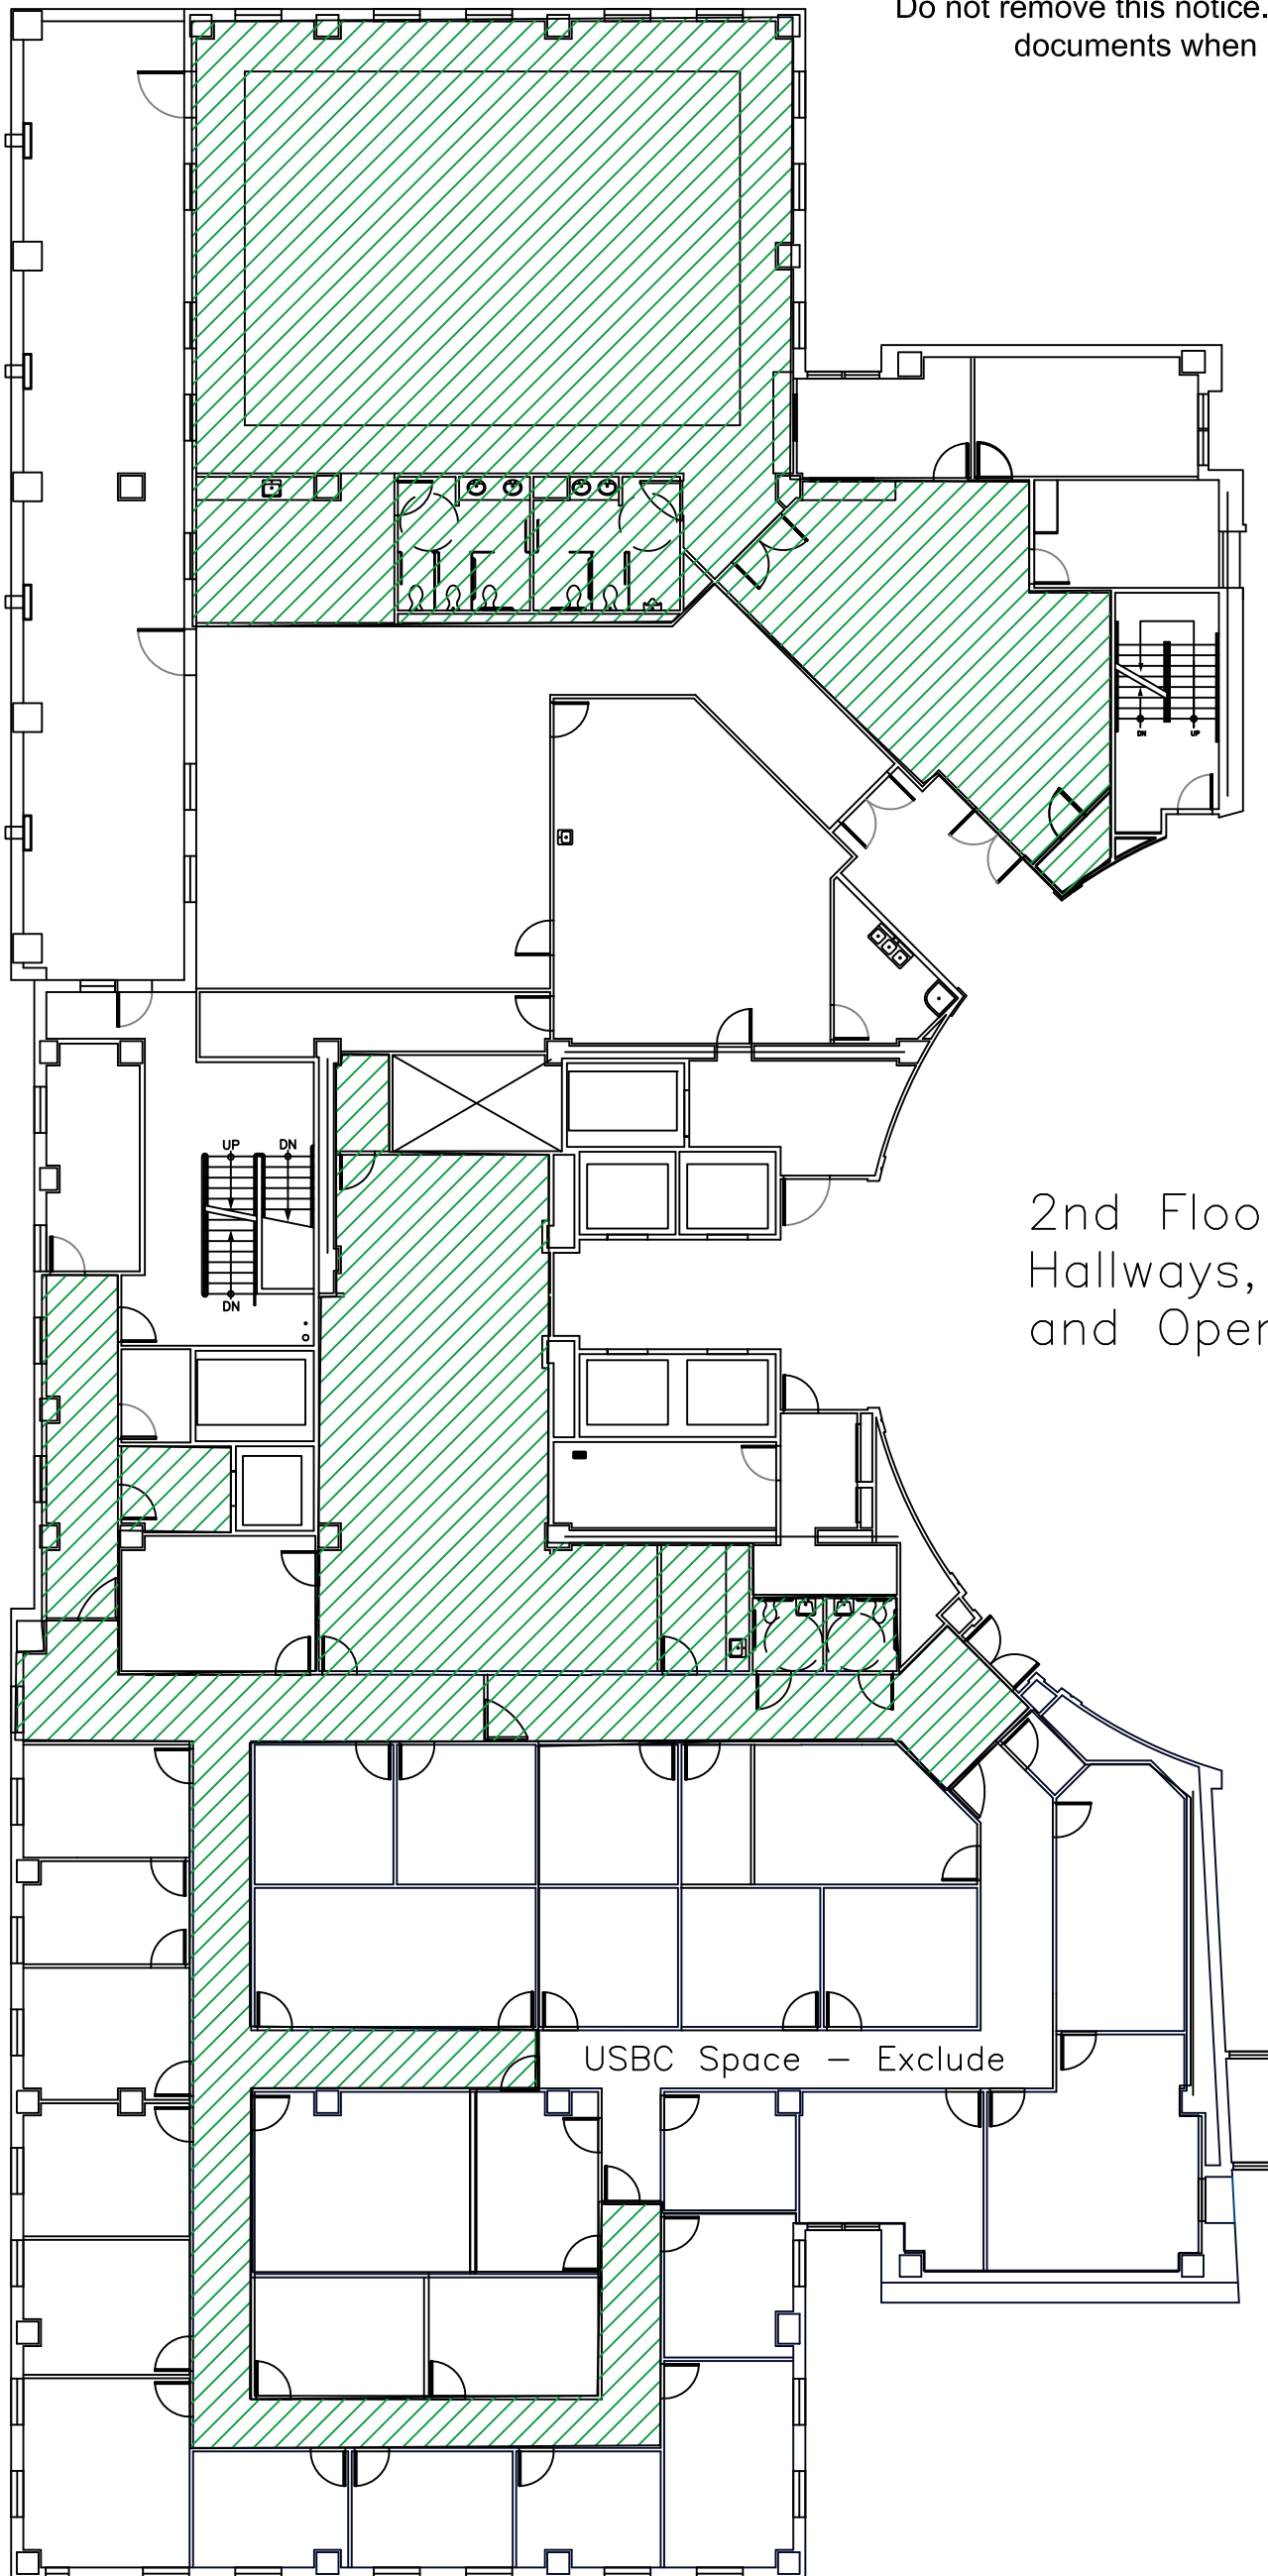 Do not remove this notice.
documents when
DN
UP
UP
DN
DN
2nd Floo
Hallways,
and Oper
USBC Space – Exclude